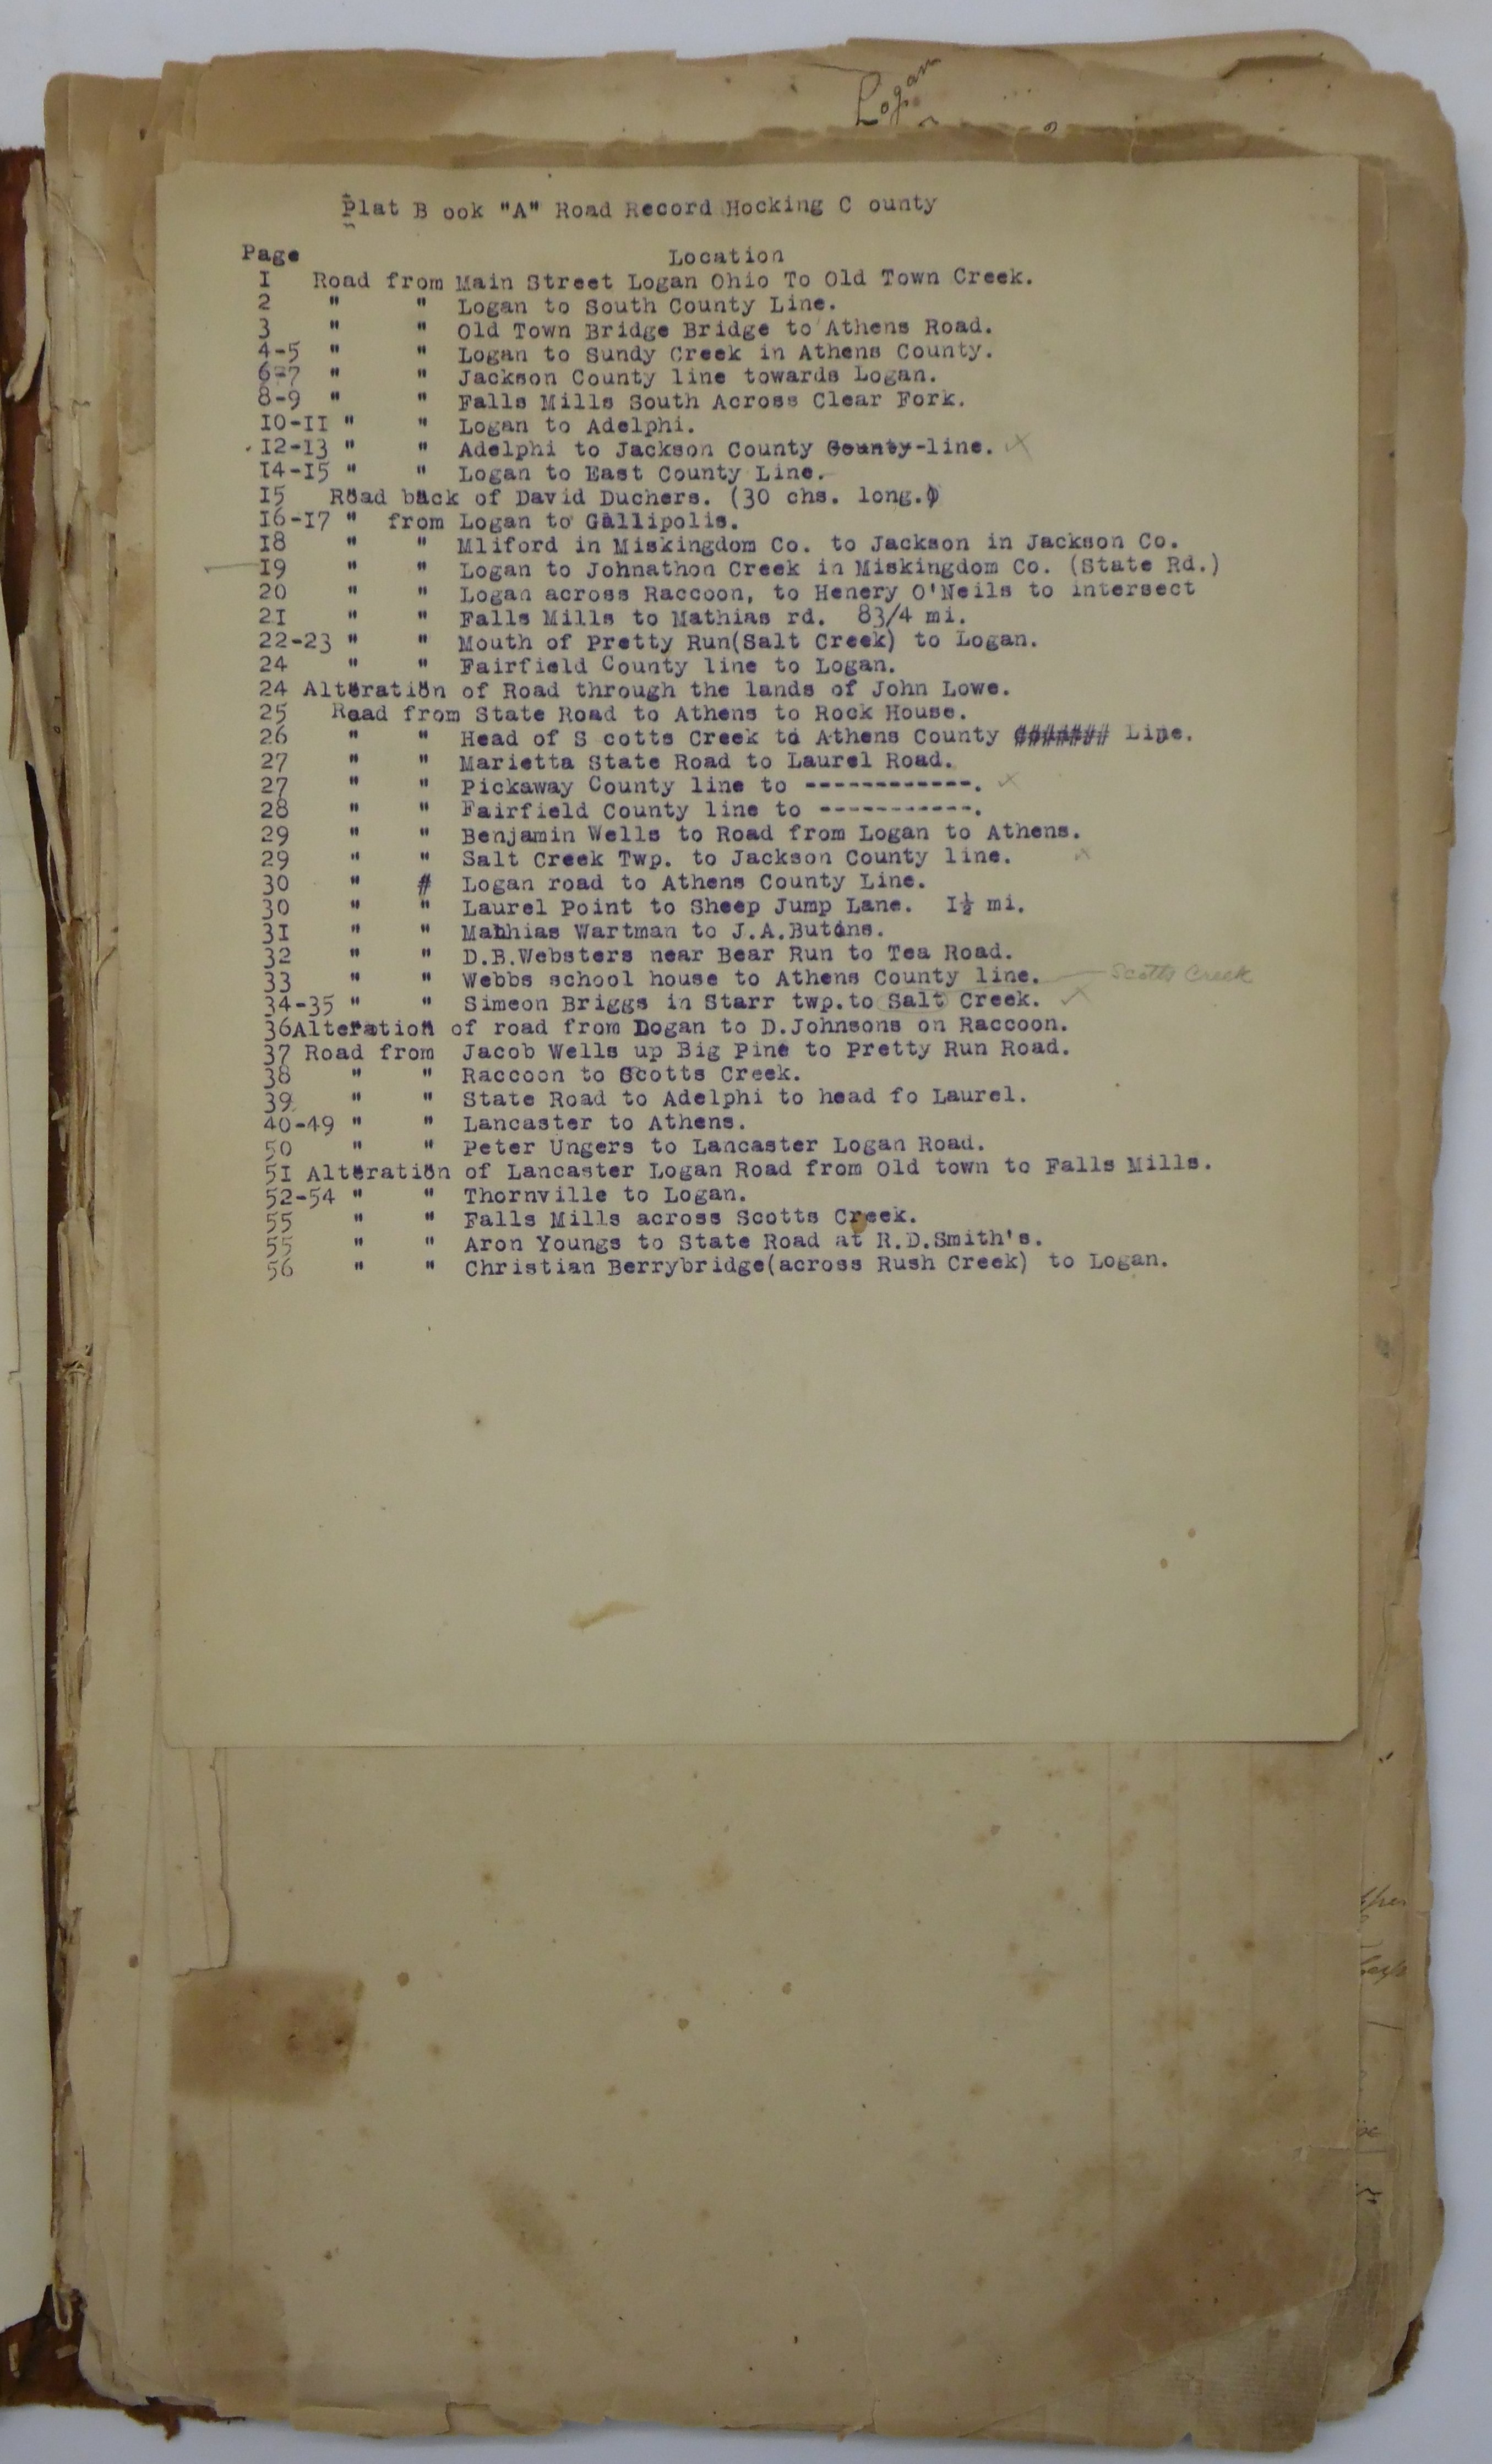 Logan
Plat B ook "A" Road Record Hocking C ounty
Page Location
I Road from Main Street Logan Ohio To Old Town Creek.
2 " " Logan to South County Line.
3 " " Old Town Bridge Bridge to Athens Road.
4-5 " " Logan to Sundy Creek in Athens County.
6-7 " " Jackson County line towards Logan.
8-9 " " Falls Mills South Across Clear Fork.
IO-II " " Logan to Adelphi.
I2-I3 " " Adelphi to Jackson County County-line. x
I4-I5 " " Logan to East County Line.
I5 Road back of David Duchers. (30 chs. long.)
I6-I7 " from Logan to Gallipolis.
I8 " " Mliford in Miskingdom Co. to Jackson in Jackson Co.
I9 " " Logan to Johnathon Creek in Miskingdom Co. (State Rd.)
20 " " Logan across Raccoon, to Henery O'Neils to intersect
2I " " Falls Mills to Mathias rd. 83/4 mi.
22-23 " " Mouth of Pretty Run(Salt Creek) to Logan.
24 " " Fairfield County line to Logan.
24 Alteration of Road through the lands of John Lowe.
25 Road from State Road to Athens to Rock House.
26 " " Head of S cotts Creek to Athens County ####### Line.
27 " " Marietta State Road to Laurel Road.
27 " " Pickaway County line to ------------. x
28 " " Fairfield County line to -----------.
29 " " Benjamin Wells to Road from Logan to Athens.
29 " " Salt Creek Twp. to Jackson County line. x
30 " # Logan road to Athens County Line.
30 " " Laurel Point to Sheep Jump Lane. I½ mi.
3I " " Mathias Wartman to J.A.Butins.
32 " " D.B.Websters near Bear Run to Tea Road.
33 " " Webbs school house to Athens County line. Scotts Creek
34-35 " " Simeon Briggs in Starr twp.to Salt Creek. x
36Alteration of road from Logan to D.Johnsons on Raccoon.
37 Road from Jacob Wells up Big Pine to Pretty Run Road.
38 " " Raccoon to Scotts Creek.
39 " " State Road to Adelphi to head fo Laurel.
40-49 " " Lancaster to Athens.
50 " " Peter Ungers to Lancaster Logan Road.
5I Alteration of Lancaster Logan Road from Old town to Falls Mills.
52-54 " " Thornville to Logan.
55 " " Falls Mills across Scotts Creek.
55 " " Aron Youngs to State Road at R.D.Smith's.
56 " " Christian Berrybridge(across Rush Creek) to Logan.